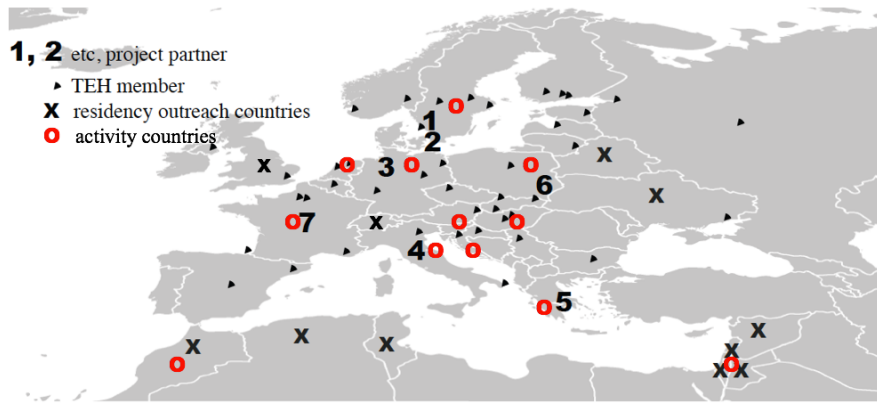 1, 2 etc, project partner
TEH member
X residency outreach countries
O activity countries
O
1
2
X O 3 O O X
6
X
O 7 X O O
4 O O
O 5
X X X X
X
O X O X